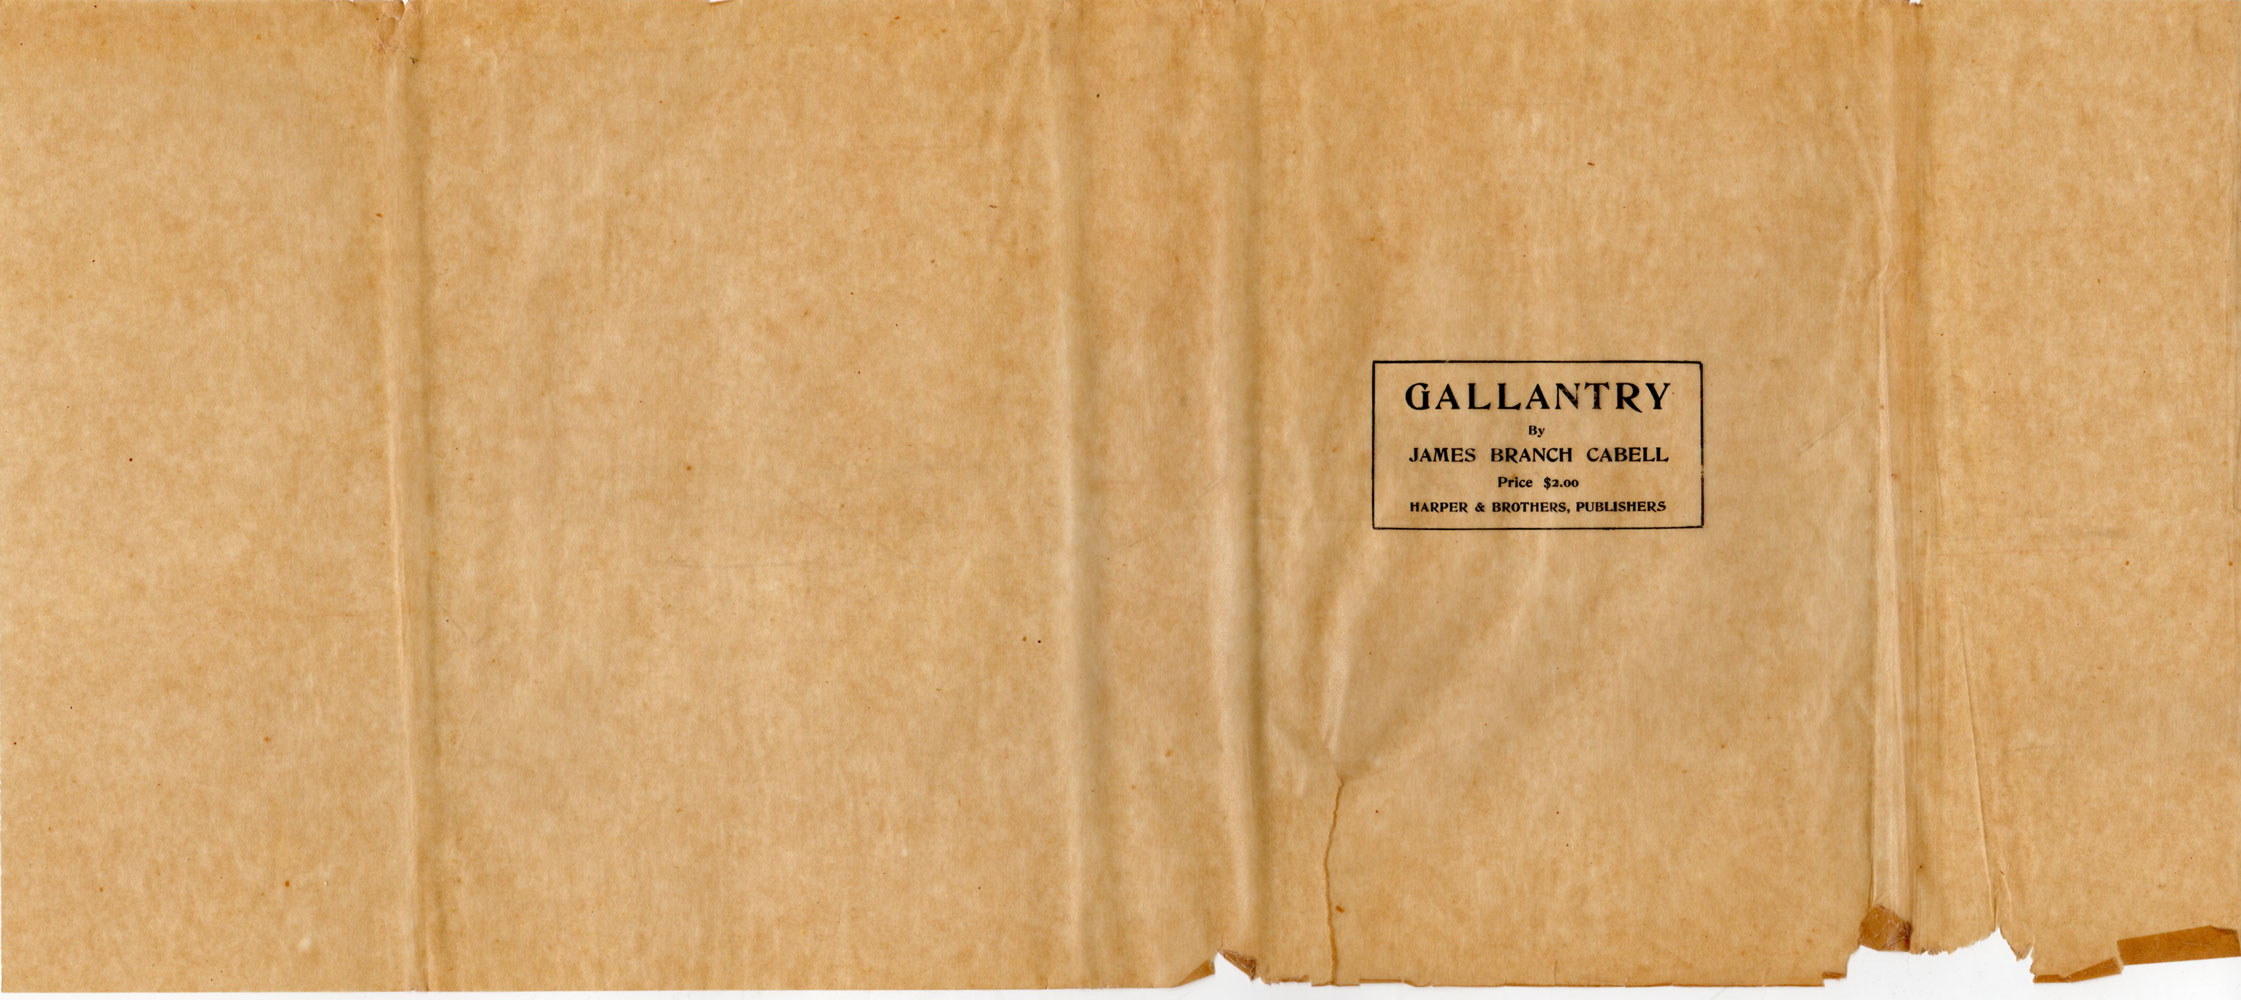 GALLANTRY
By
JAMES BRANCH CABELL
Price $2.00
HARPER & BROTHERS, PUBLISHERS